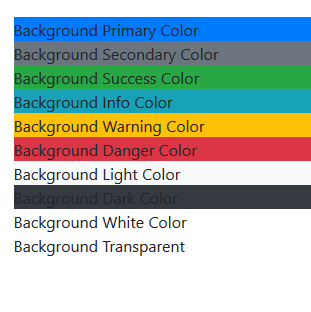 Background Primary Color
Background Secondary Color
Background Success Color
Background Info Color
Background Warning Color
Background Danger Color
Background Light Color
Background Dark Color
Background White Color
Background Transparent